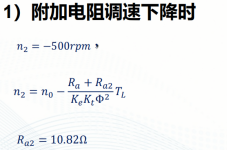 1）附加电阻调速下降时
n₂ = −500rpm，
n₂ = n₀ − (Rₐ + Rₐ₂)/(KₑKₜΦ²) T_L
Rₐ₂ = 10.82Ω